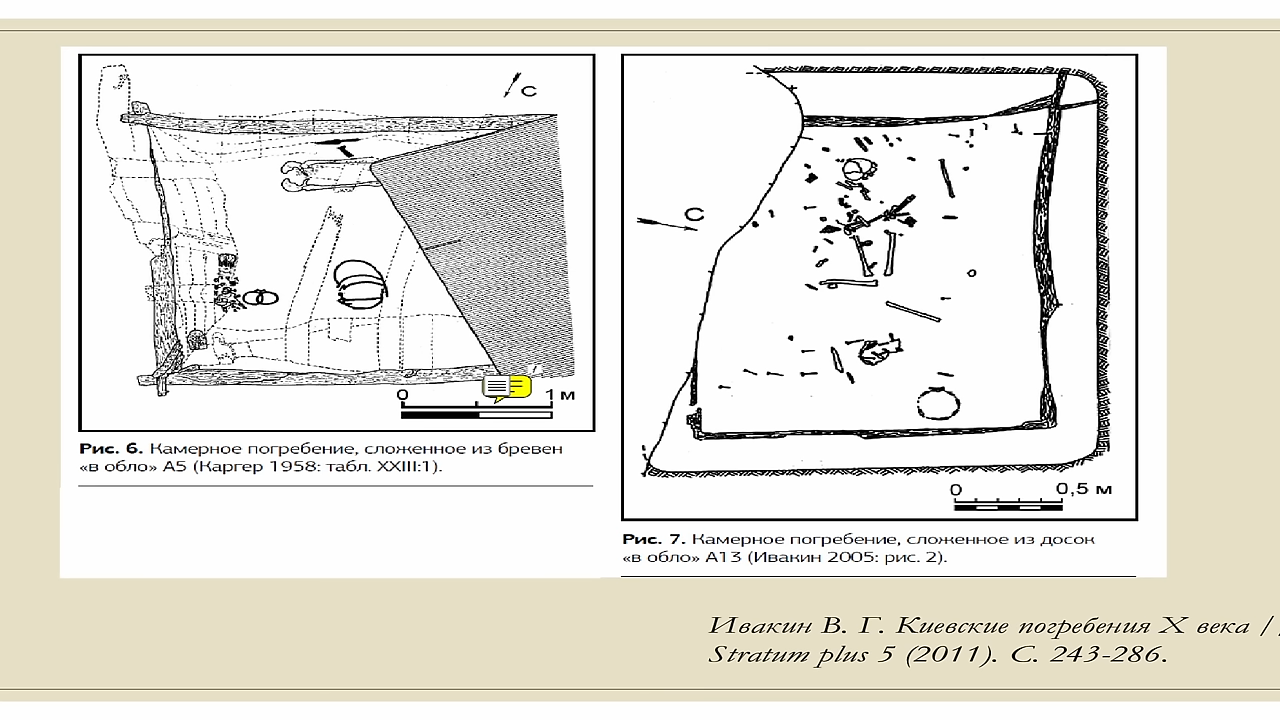 С
0
1 м
Рис. 6. Камерное погребение, сложенное из бревен
«в обло» А5 (Каргер 1958: табл. XXIII:1).
С
0
0,5 м
Рис. 7. Камерное погребение, сложенное из досок
«в обло» А13 (Ивакин 2005: рис. 2).
Ивакин В. Г. Киевские погребения X века //
Stratum plus 5 (2011). С. 243-286.